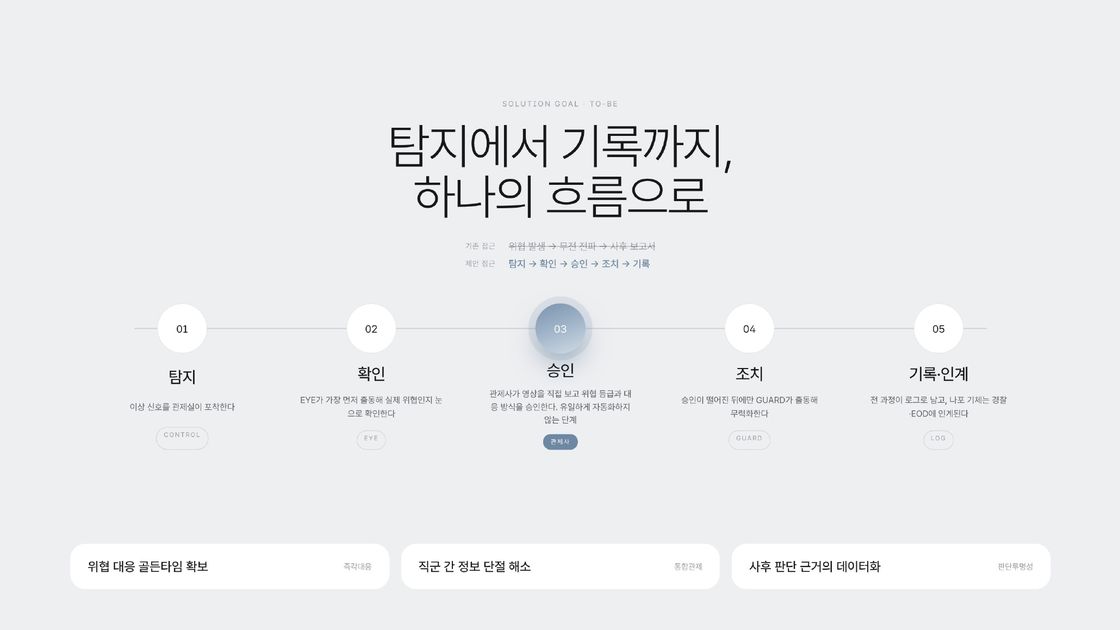 SOLUTION GOAL · TO-BE
탐지에서 기록까지,
하나의 흐름으로
기존 접근 위협 발생 → 무전 전파 → 사후 보고서
제안 접근 탐지 → 확인 → 승인 → 조치 → 기록
01
탐지
이상 신호를 관제실이 포착한다
CONTROL
02
확인
EYE가 가장 먼저 출동해 실제 위협인지 눈
으로 확인한다
EYE
03
승인
관제사가 영상을 직접 보고 위협 등급과 대
응 방식을 승인한다. 유일하게 자동화하지
않는 단계
관제사
04
조치
승인이 떨어진 뒤에만 GUARD가 출동해
무력화한다
GUARD
05
기록·인계
전 과정이 로그로 남고, 나포 기체는 경찰
·EOD에 인계된다
LOG
위협 대응 골든타임 확보 즉각대응
직군 간 정보 단절 해소 통합관제
사후 판단 근거의 데이터화 판단투명성